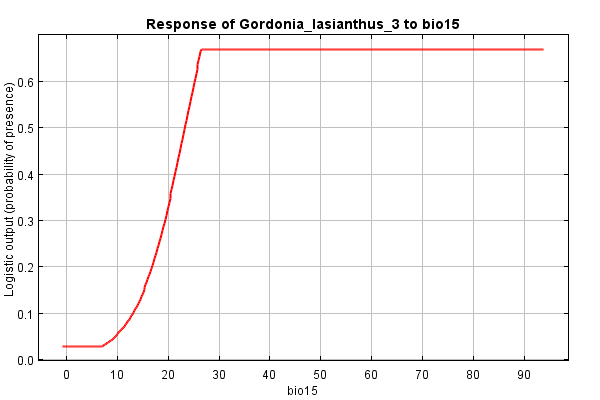 Response of Gordonia_lasianthus_3 to bio15
Logistic output (probability of presence)
0.6
0.5
0.4
0.3
0.2
0.1
0.0
0 10 20 30 40 50 60 70 80 90
bio15